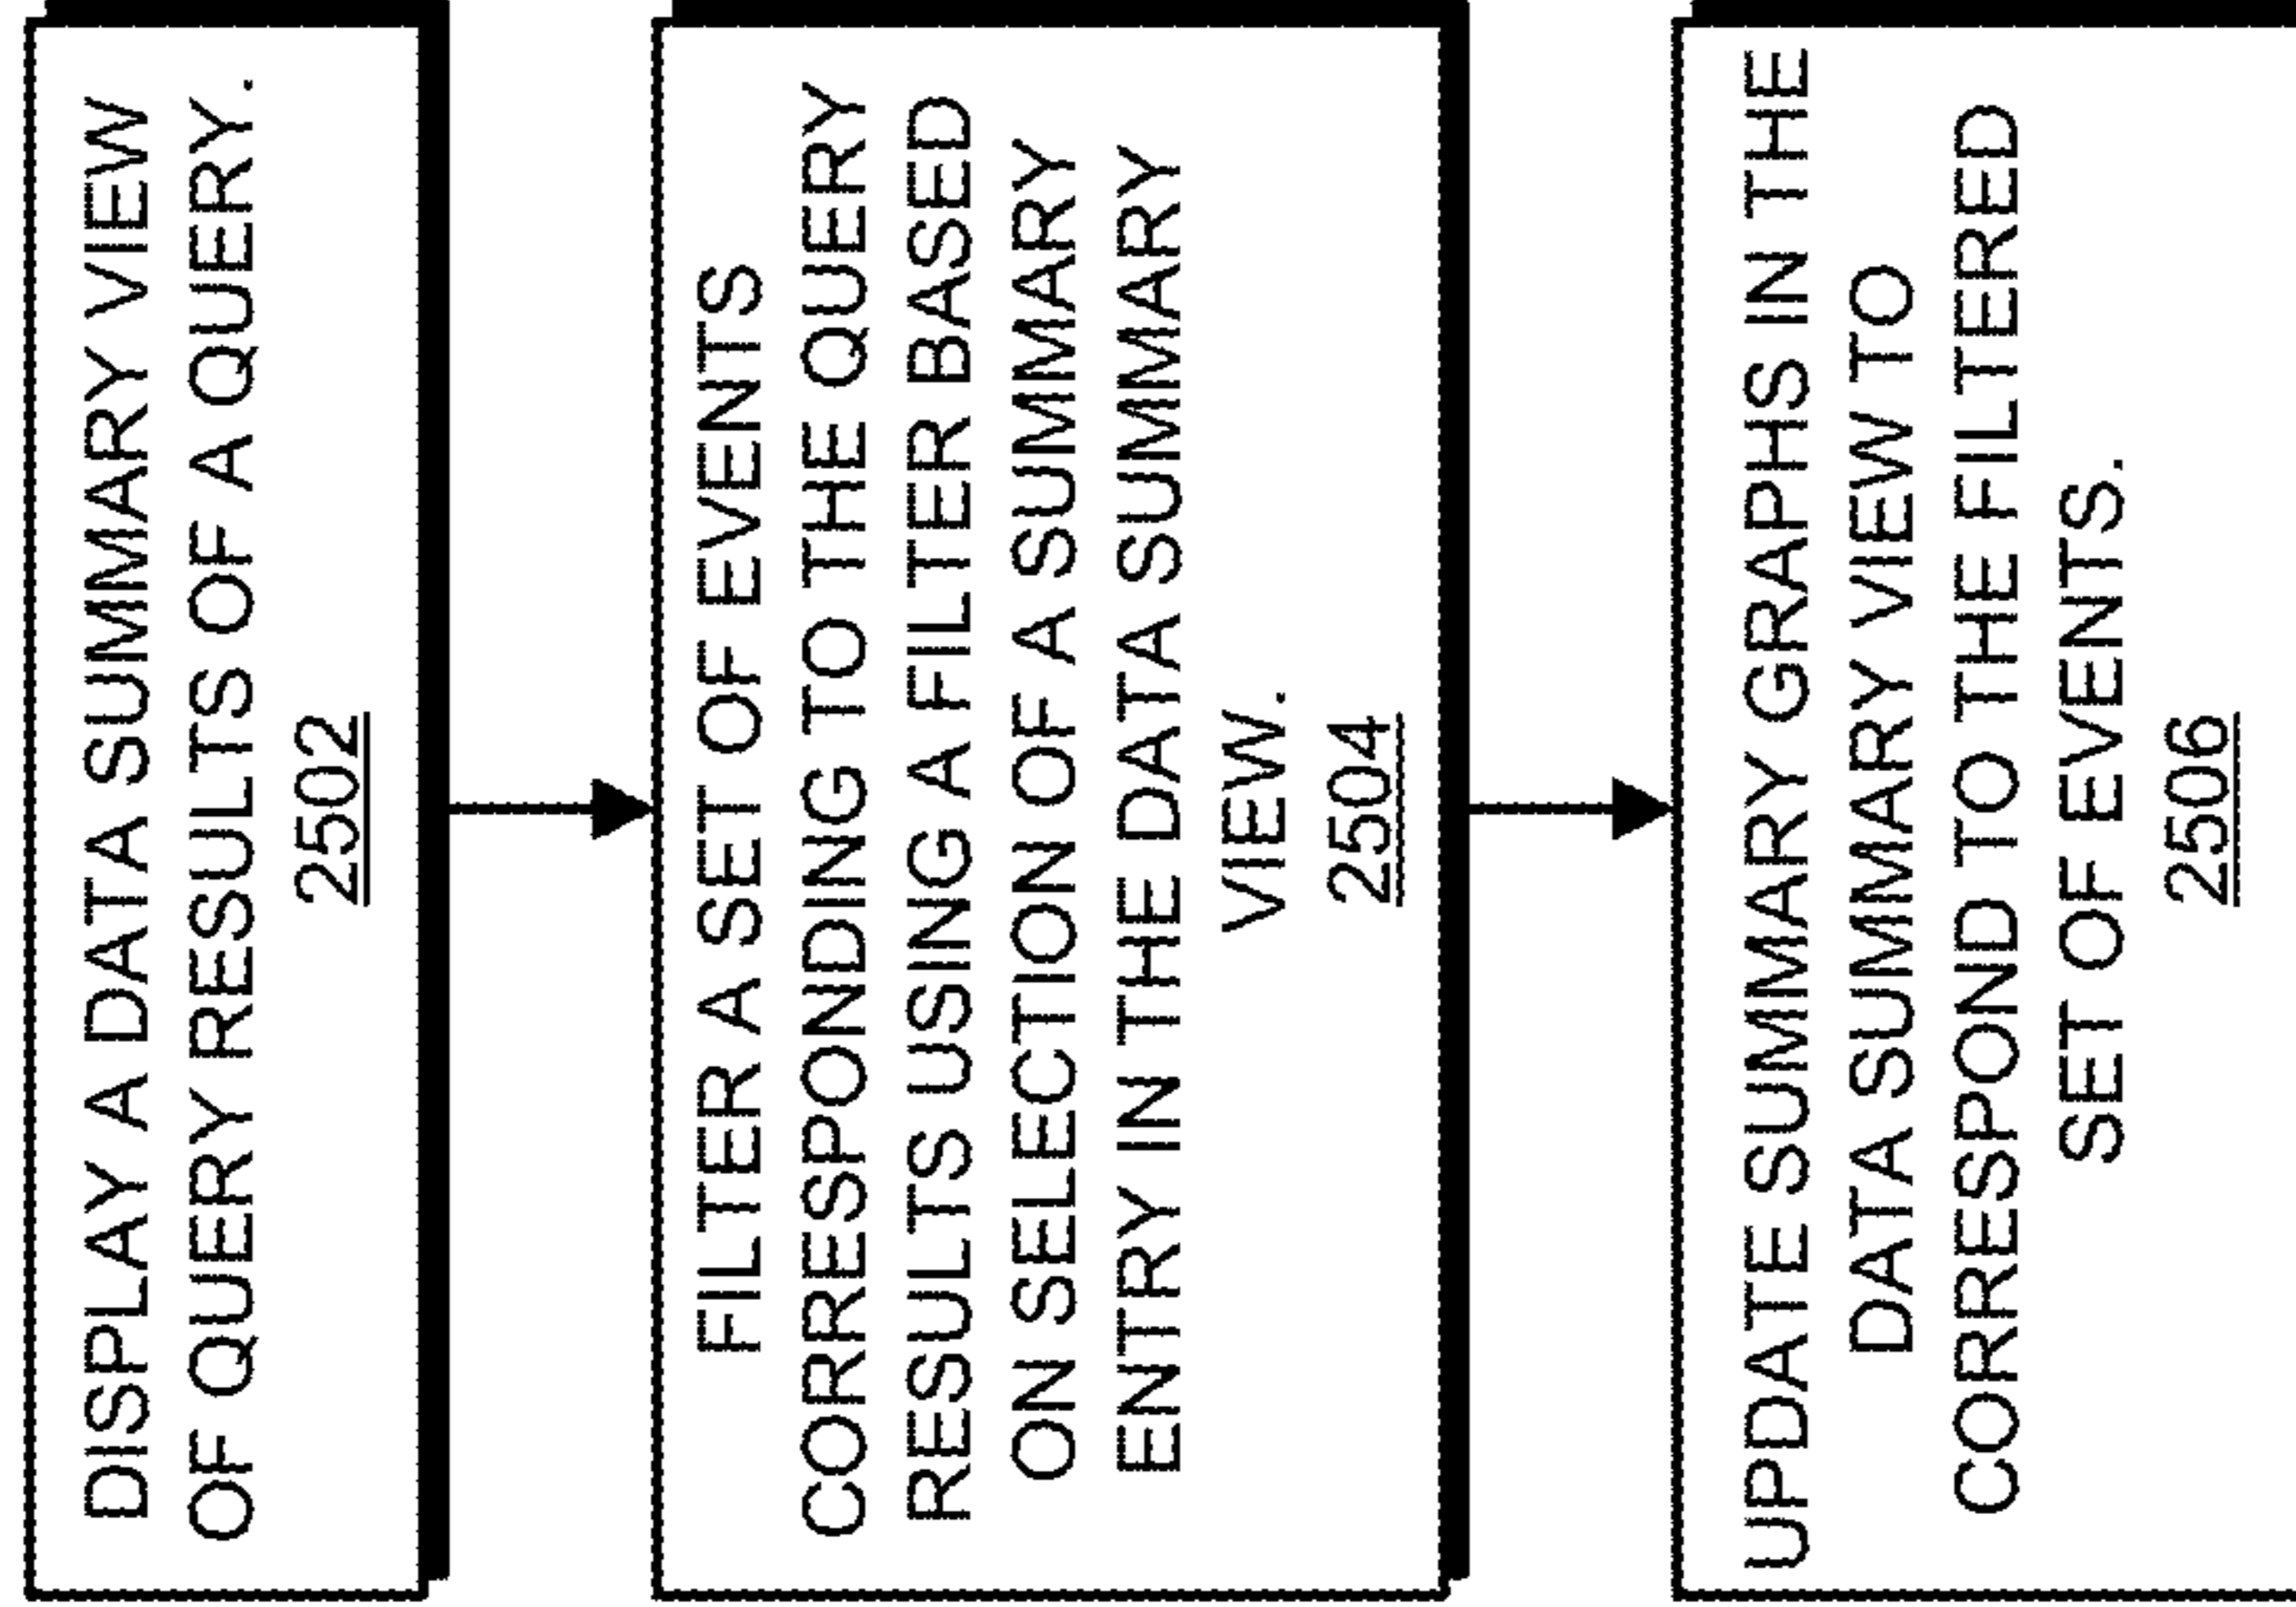 DISPLAY A DATA SUMMARY VIEW
OF QUERY RESULTS OF A QUERY.
2502
FILTER A SET OF EVENTS
CORRESPONDING TO THE QUERY
RESULTS USING A FILTER BASED
ON SELECTION OF A SUMMARY
ENTRY IN THE DATA SUMMARY
VIEW.
2504
UPDATE SUMMARY GRAPHS IN THE
DATA SUMMARY VIEW TO
CORRESPOND TO THE FILTERED
SET OF EVENTS.
2506